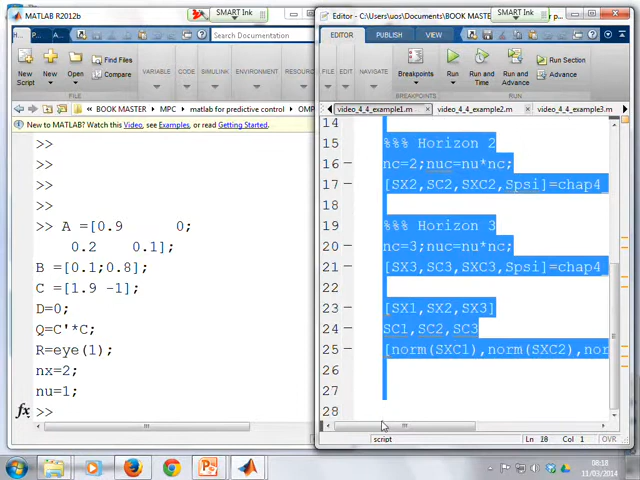 MATLAB R2012b
SMART Ink
Search Documentation
New Script
New
Open
Find Files
Compare
FILE
VARIABLE
CODE
SIMULINK
ENVIRONMENT
RESOUR
BOOK MASTER ▸ MPC ▸ matlab for predictive control ▸ OMP
New to MATLAB? Watch this Video, see Examples, or read Getting Started.
>>
>>
>>
>>
>> A =[0.9 0;
0.2 0.1];
B =[0.1;0.8];
C =[1.9 -1];
D=0;
Q=C'*C;
R=eye(1);
nx=2;
nu=1;
fx >>
Editor - C:\Users\uos\Documents\BOOK MASTE
SMART Ink
EDITOR PUBLISH VIEW
FILE
EDIT
NAVIGATE
Breakpoints
Run
Run and Time
Run and Advance
Run Section
Advance
BREAKPOINTS
RUN
video_4_4_example1.m video_4_4_example2.m video_4_4_example3.m
14
15 %%% Horizon 2
16 nc=2;nuc=nu*nc;
17 [SX2,SC2,SXC2,Spsi]=chap4_
18
19 %%% Horizon 3
20 nc=3;nuc=nu*nc;
21 [SX3,SC3,SXC3,Spsi]=chap4_
22
23 [SX1,SX2,SX3]
24 SC1,SC2,SC3
25 [norm(SXC1),norm(SXC2),nor
26
27
28
script
Ln 18 Col 1 OVR
08:18
11/03/2014